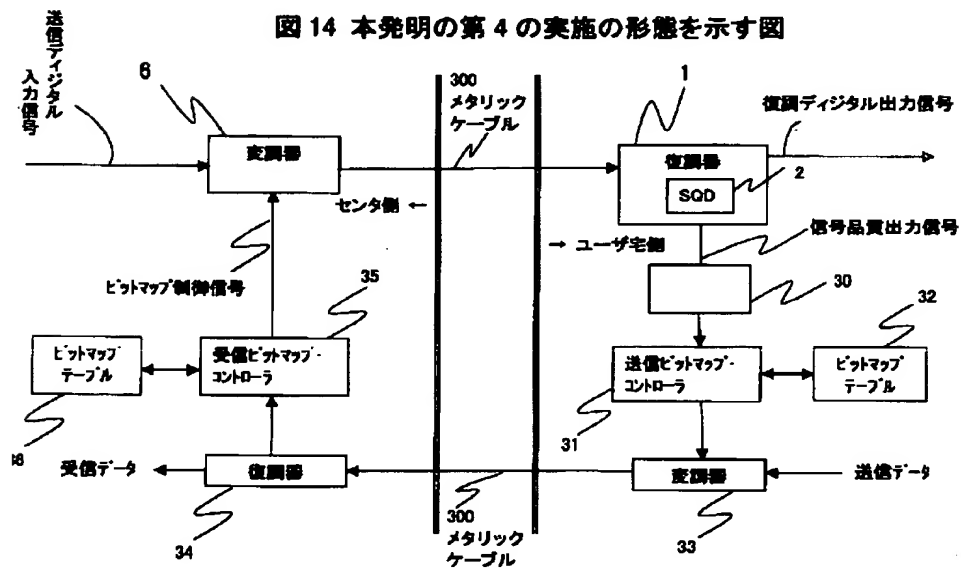 図14 本発明の第4の実施の形態を示す図
送信ディジタル
入力信号
6
変調器
300
メタリック
ケーブル
1
復調器
SQD
2
復調ディジタル出力信号
センタ側 ←
→ ユーザ宅側
信号品質出力信号
ビットマップ制御信号
35
30
32
ビットマップ
テーブル
受信ビットマップ・
コントローラ
送信ビットマップ・
コントローラ
ビットマップ
テーブル
36
31
受信データ
復調器
変調器
送信データ
34
300
メタリック
ケーブル
33